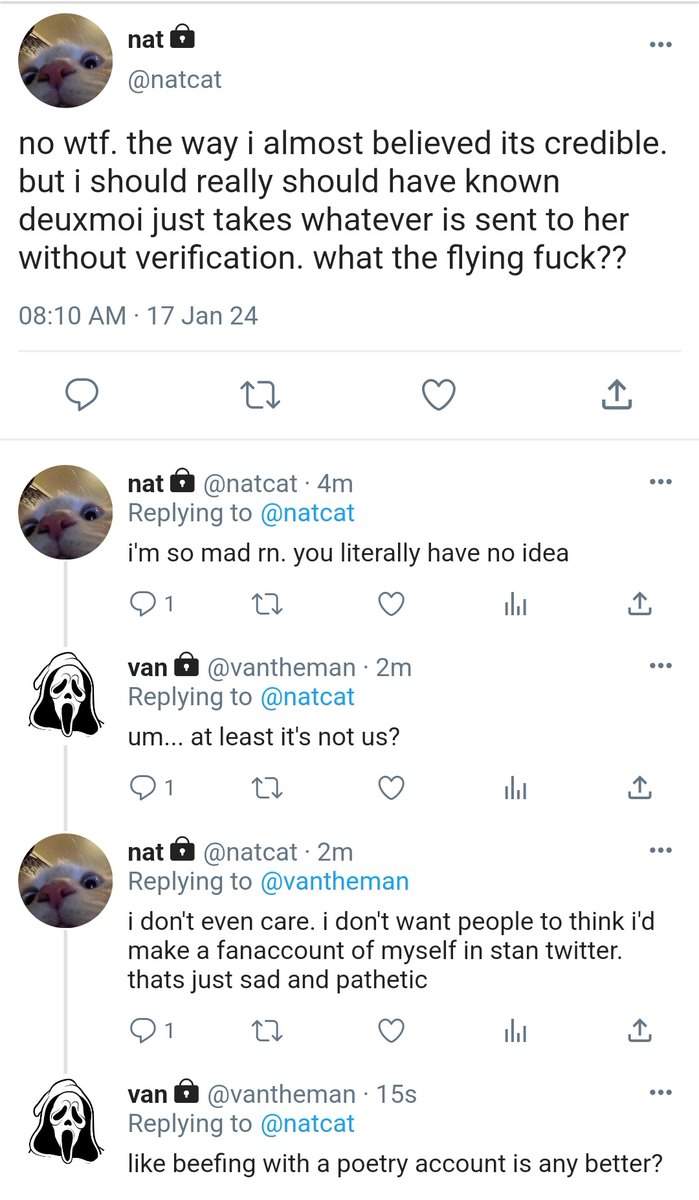 nat
@natcat
no wtf. the way i almost believed its credible.
but i should really should have known
deuxmoi just takes whatever is sent to her
without verification. what the flying fuck??
08:10 AM · 17 Jan 24
nat @natcat · 4m
Replying to @natcat
i'm so mad rn. you literally have no idea
1
van @vantheman · 2m
Replying to @natcat
um... at least it's not us?
1
nat @natcat · 2m
Replying to @vantheman
i don't even care. i don't want people to think i'd
make a fanaccount of myself in stan twitter.
thats just sad and pathetic
1
van @vantheman · 15s
Replying to @natcat
like beefing with a poetry account is any better?